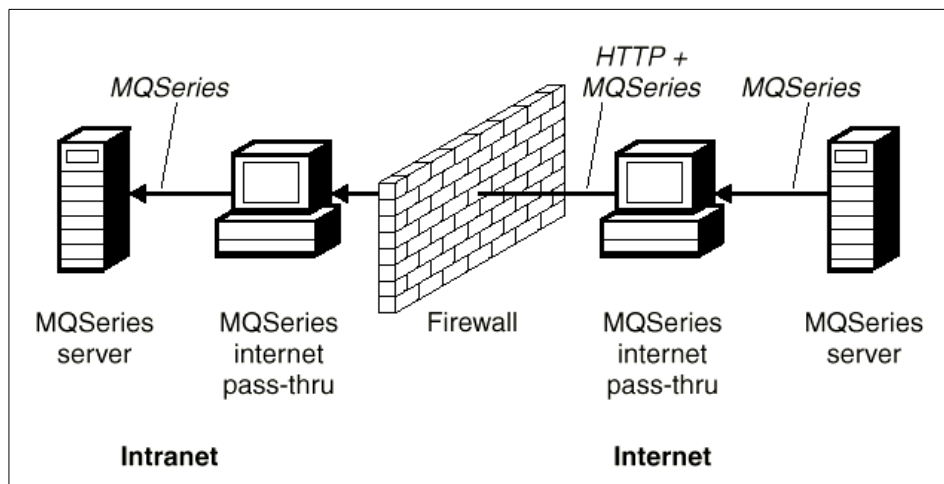 HTTP +
MQSeries
MQSeries
MQSeries
MQSeries
server
MQSeries
internet
pass-thru
Firewall
MQSeries
internet
pass-thru
MQSeries
server
Intranet
Internet